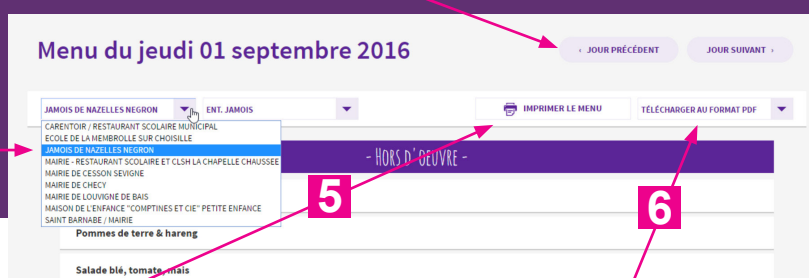 Menu du jeudi 01 septembre 2016
‹ JOUR PRÉCÉDENT
JOUR SUIVANT ›
JAMOIS DE NAZELLES NEGRON
ENT. JAMOIS
IMPRIMER LE MENU
TÉLÉCHARGER AU FORMAT PDF
CARENTOIR / RESTAURANT SCOLAIRE MUNICIPAL
ECOLE DE LA MEMBROLLE SUR CHOISILLE
JAMOIS DE NAZELLES NEGRON
MAIRIE - RESTAURANT SCOLAIRE ET CLSH LA CHAPELLE CHAUSSEE
MAIRIE DE CESSON SEVIGNE
MAIRIE DE CHECY
MAIRIE DE LOUVIGNÉ DE BAIS
MAISON DE L'ENFANCE "COMPTINES ET CIE" PETITE ENFANCE
SAINT BARNABE / MAIRIE
- HORS D'OEUVRE -
5
6
Pommes de terre & hareng
Salade blé, tomate, mais